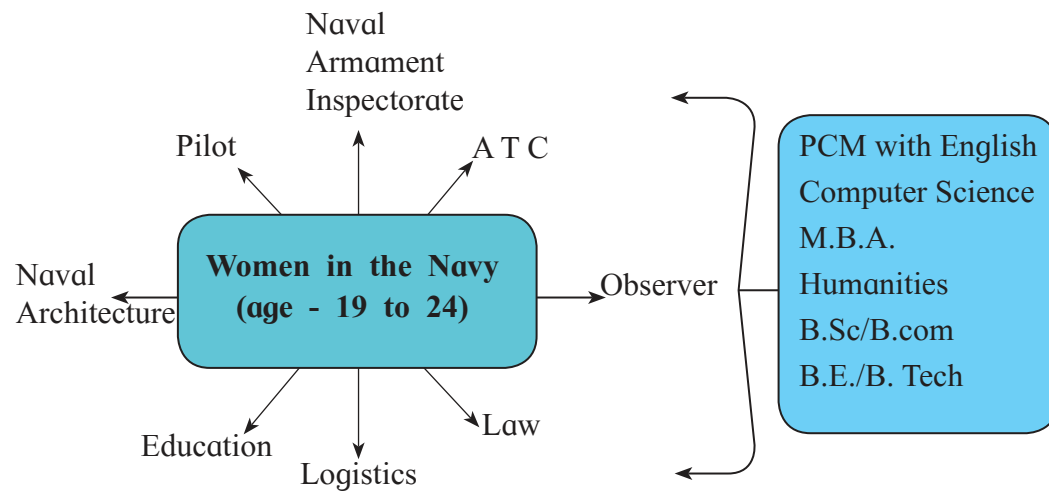 Naval
Armament
Inspectorate
Pilot
A T C
Women in the Navy
(age - 19 to 24)
Naval
Architecture
Observer
Education
Logistics
Law
PCM with English
Computer Science
M.B.A.
Humanities
B.Sc/B.com
B.E./B. Tech